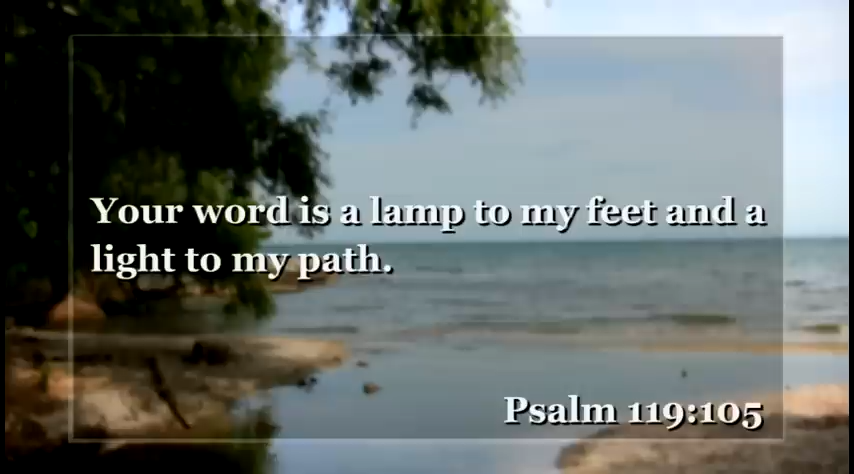 Your word is a lamp to my feet and a
light to my path.
Psalm 119:105